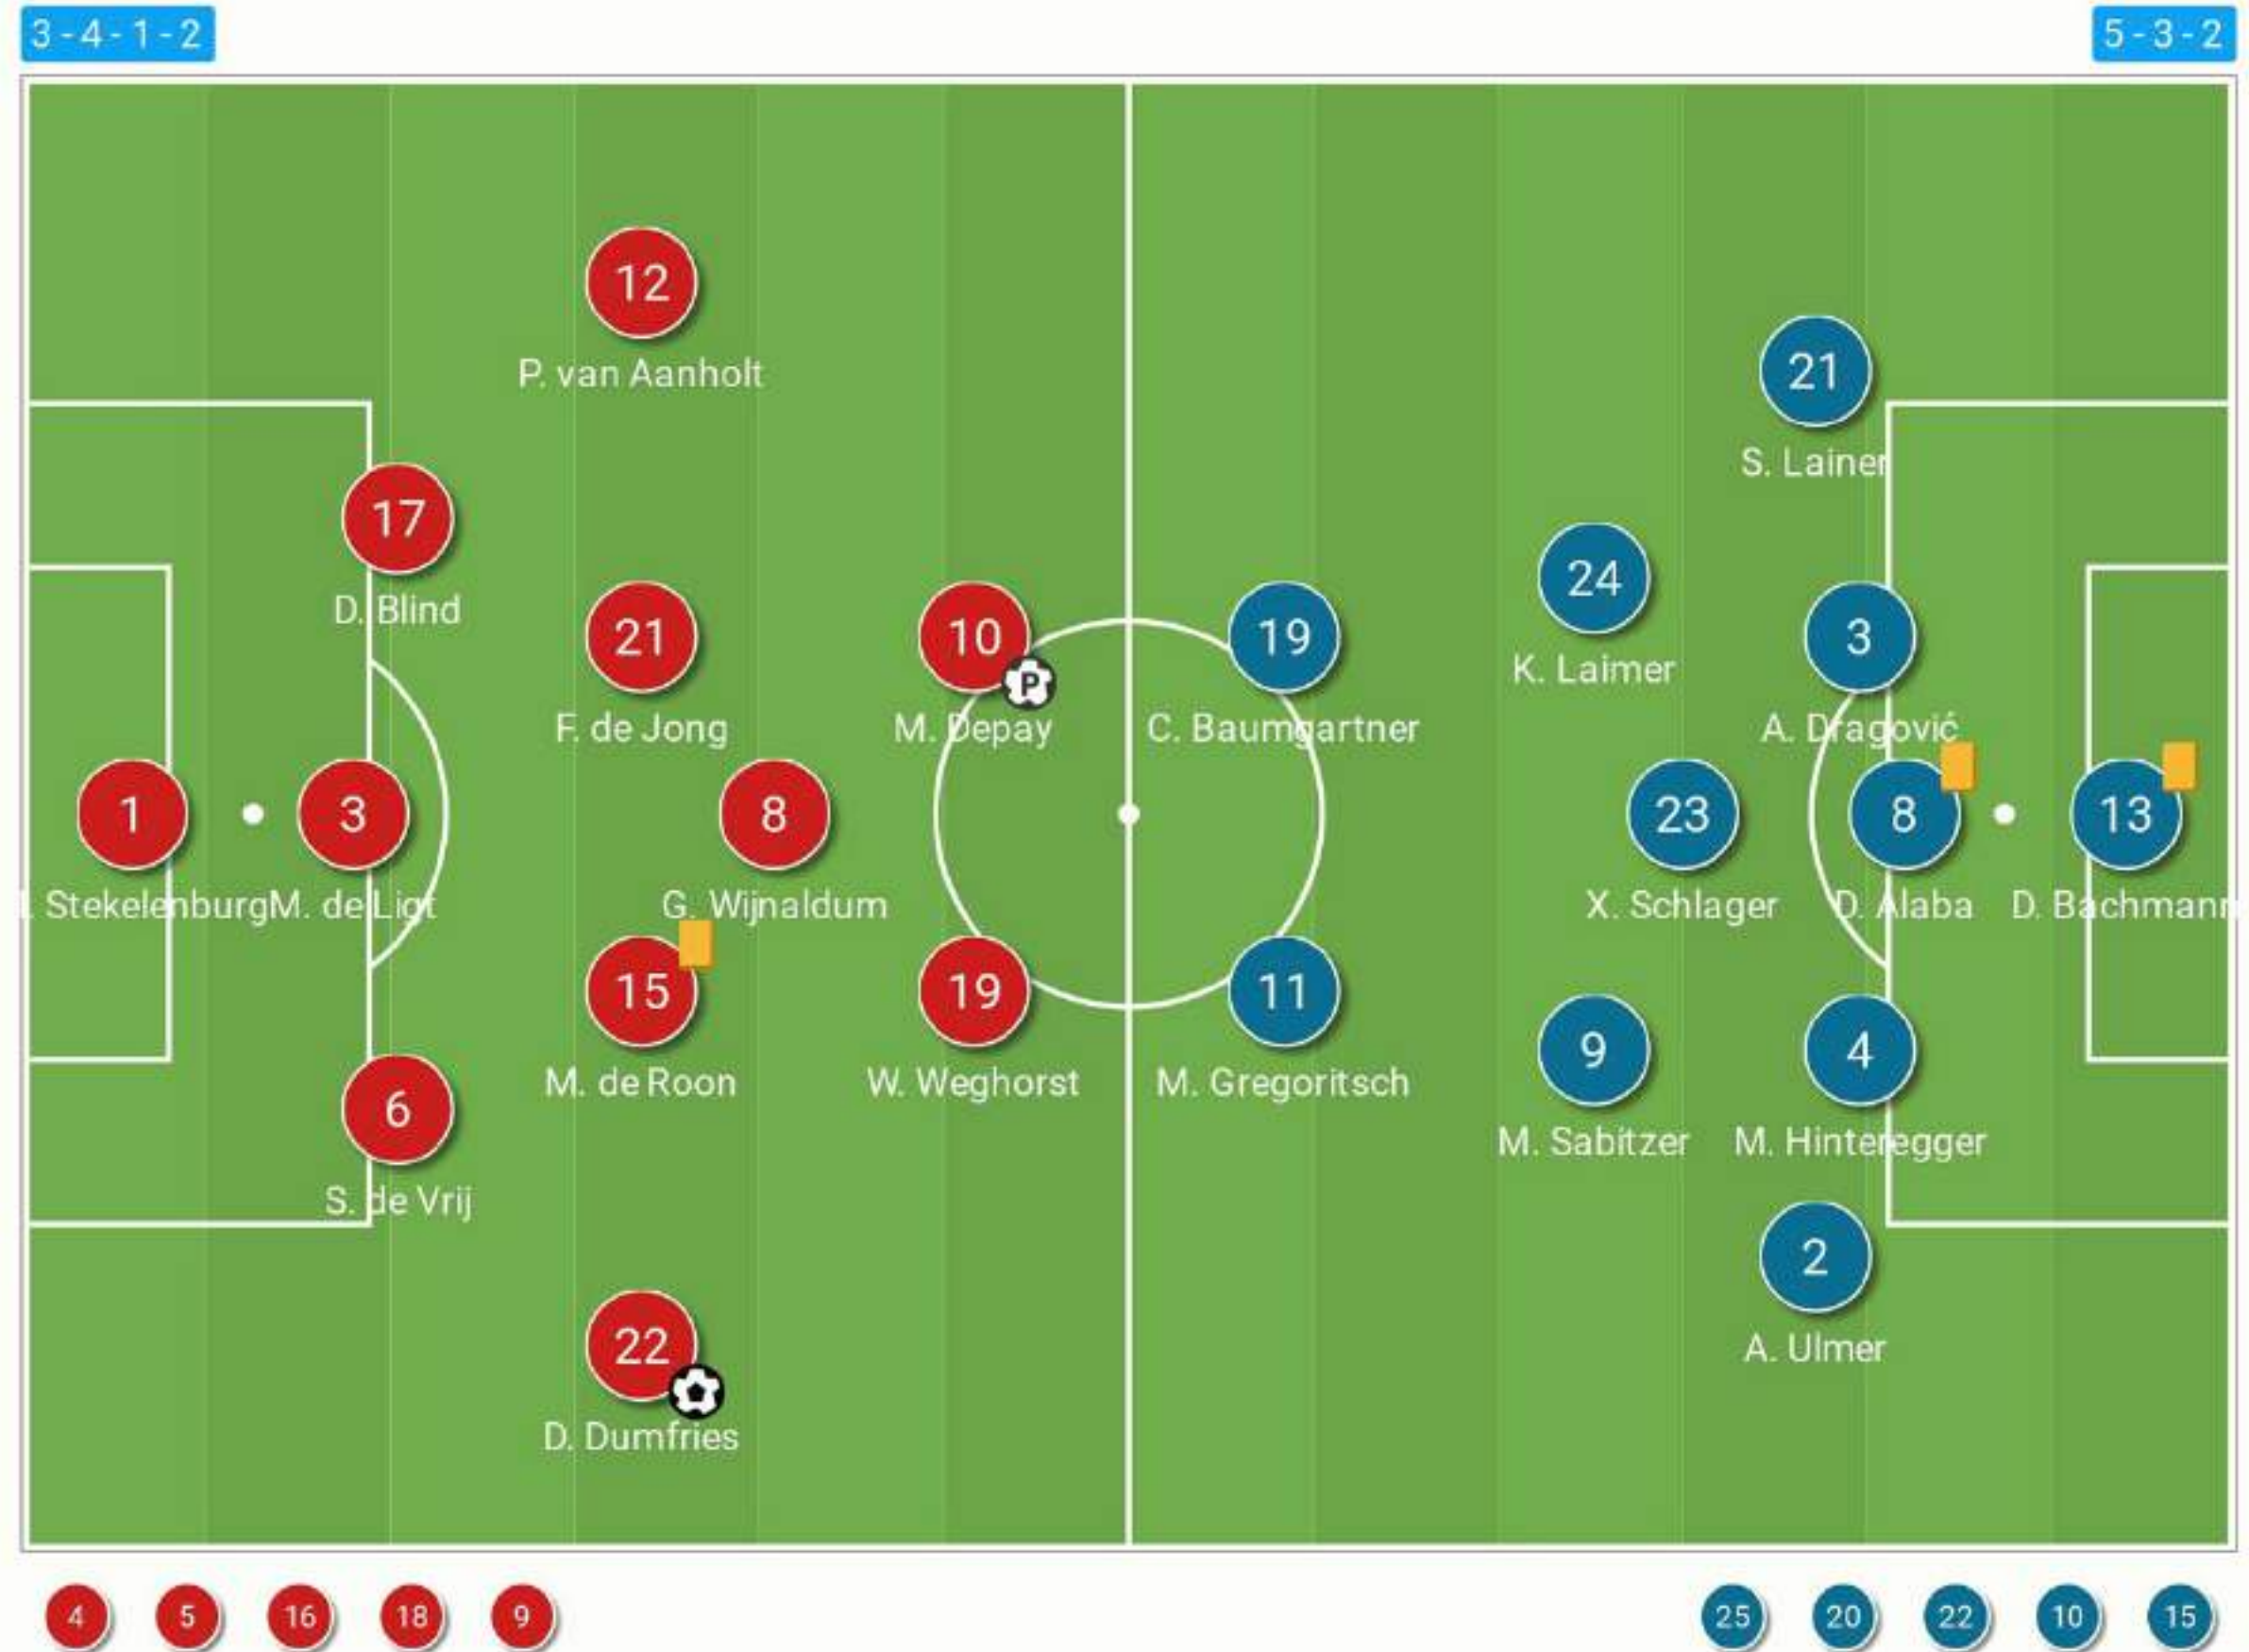 3 - 4 - 1 - 2
5 - 3 - 2
12
P. van Aanholt
21
S. Lainer
17
D. Blind
24
K. Laimer
21
F. de Jong
10
P
M. Depay
19
C. Baumgartner
3
A. Dragović
1
Stekelenburg
3
M. de Ligt
8
G. Wijnaldum
23
X. Schlager
8
D. Alaba
13
D. Bachmann
15
M. de Roon
19
W. Weghorst
11
M. Gregoritsch
9
M. Sabitzer
4
M. Hinteregger
6
S. de Vrij
2
A. Ulmer
22
D. Dumfries
4 5 16 18 9
25 20 22 10 15